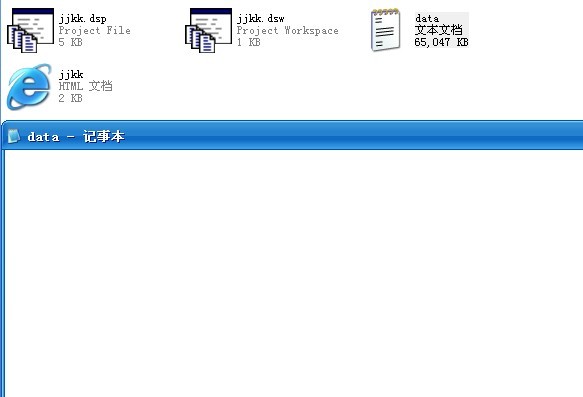 jjkk.dsp
Project File
5 KB
jjkk.dsw
Project Workspace
1 KB
data
文本文档
65,047 KB
jjkk
HTML 文档
2 KB
data - 记事本